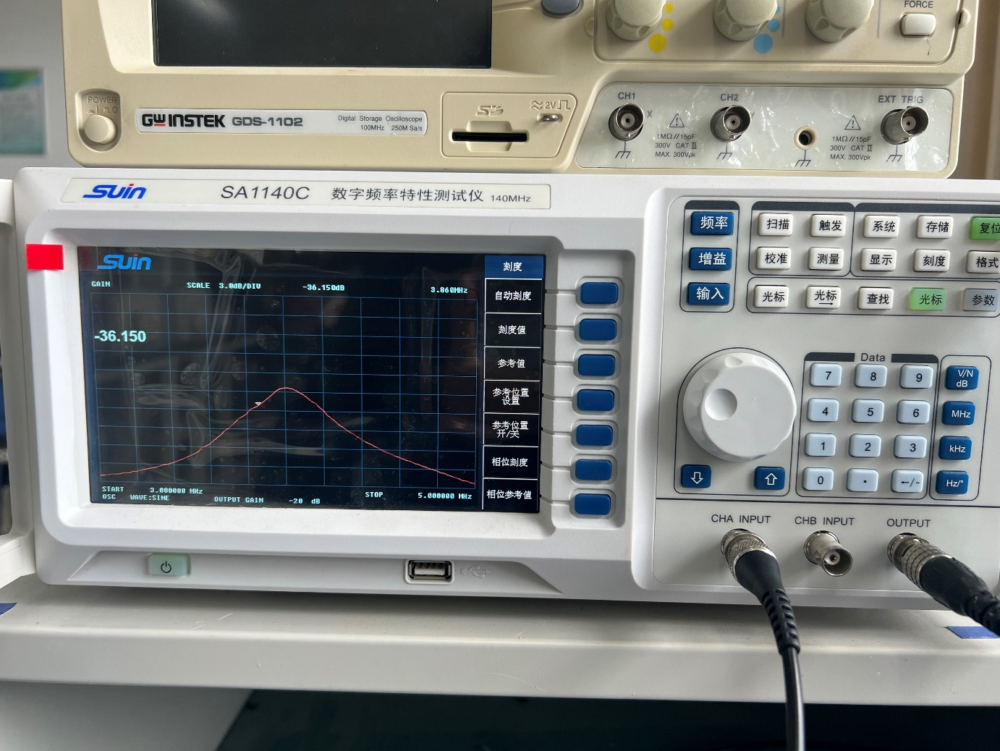 FORCE
POWER
GWINSTEK GDS-1102
Digital Storage Oscilloscope
100MHz 250M Sa/s
≈2V
CH1
X
CH2
Y
EXT TRIG
1MΩ//15pF
300V CAT II
MAX. 300Vpk
1MΩ//15pF
300V CAT II
MAX. 300Vpk
SUIN
SA1140C 数字频率特性测试仪 140MHz
SUIN
GAIN SCALE 3.0dB/DIV -36.150dB 3.860MHz
-36.150
START 3.000000 MHz STOP 5.000000 MHz
OSC WAVE:SINE OUTPUT GAIN -20 dB
刻度
自动刻度
刻度值
参考值
参考位置
设置
参考位置
开/关
相位刻度
相位参考值
频率
增益
输入
扫描 触发 系统 存储 复位
校准 测量 显示 刻度 格式
光标 光标 查找 光标 参数
Data
7 8 9 V/N dB
4 5 6 MHz
1 2 3 kHz
0 · ←/- Hz/°
CHA INPUT CHB INPUT OUTPUT